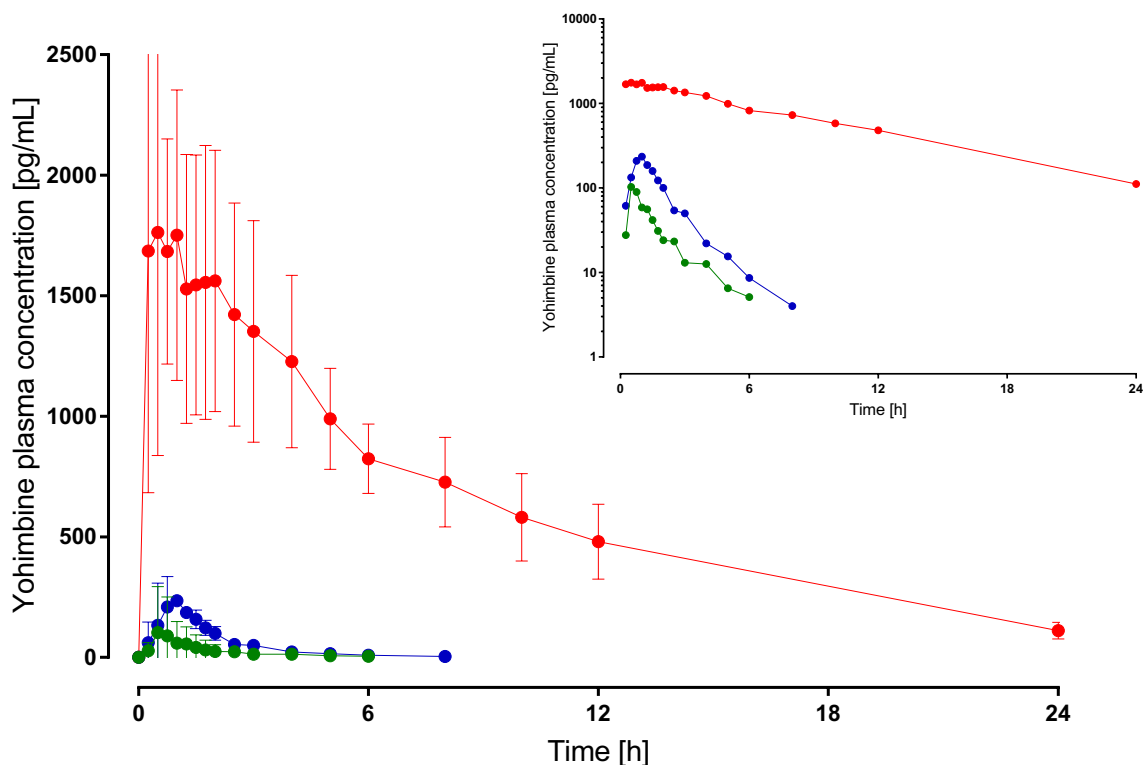 Yohimbine plasma concentration [pg/mL]
2500
2000
1500
1000
500
0
0 6 12 18 24
Time [h]
Yohimbine plasma concentration [pg/mL]
10000
1000
100
10
1
0 6 12 18 24
Time [h]